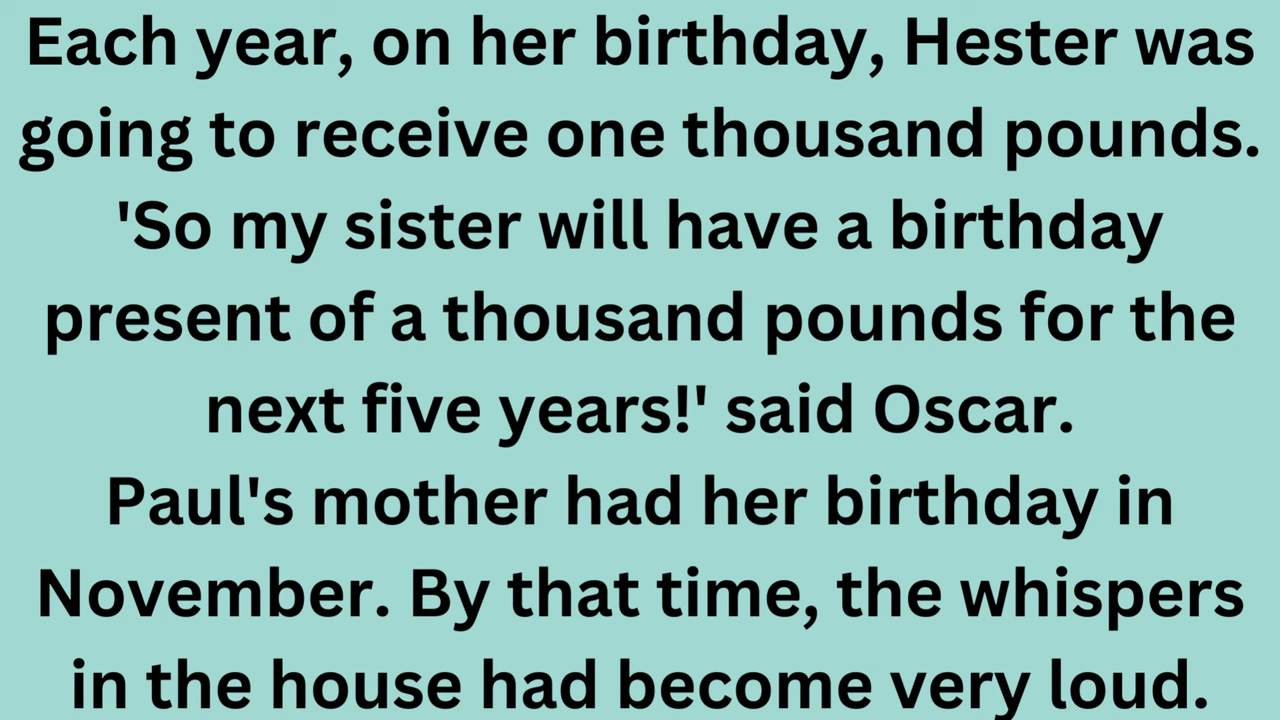 Each year, on her birthday, Hester was
going to receive one thousand pounds.
'So my sister will have a birthday
present of a thousand pounds for the
next five years!' said Oscar.
Paul's mother had her birthday in
November. By that time, the whispers
in the house had become very loud.